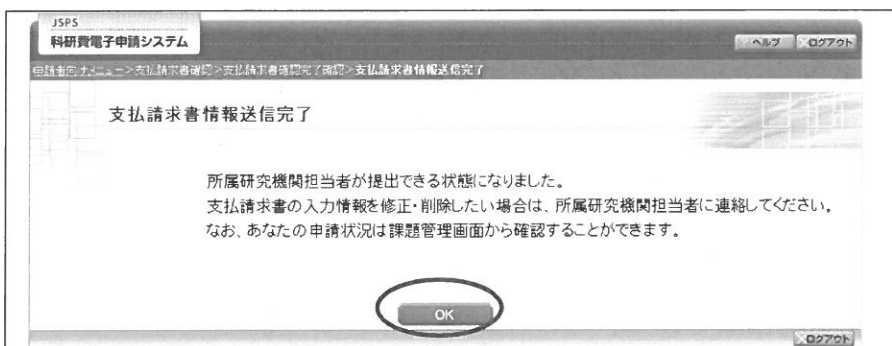 JSPS
科研費電子申請システム
ヘルプ
ログアウト
申請者向けメニュー>支払請求書確認>支払請求書確認完了確認>支払請求書情報送信完了
支払請求書情報送信完了
所属研究機関担当者が提出できる状態になりました。
支払請求書の入力情報を修正・削除したい場合は、所属研究機関担当者に連絡してください。
なお、あなたの申請状況は課題管理画面から確認することができます。
OK
ログアウト